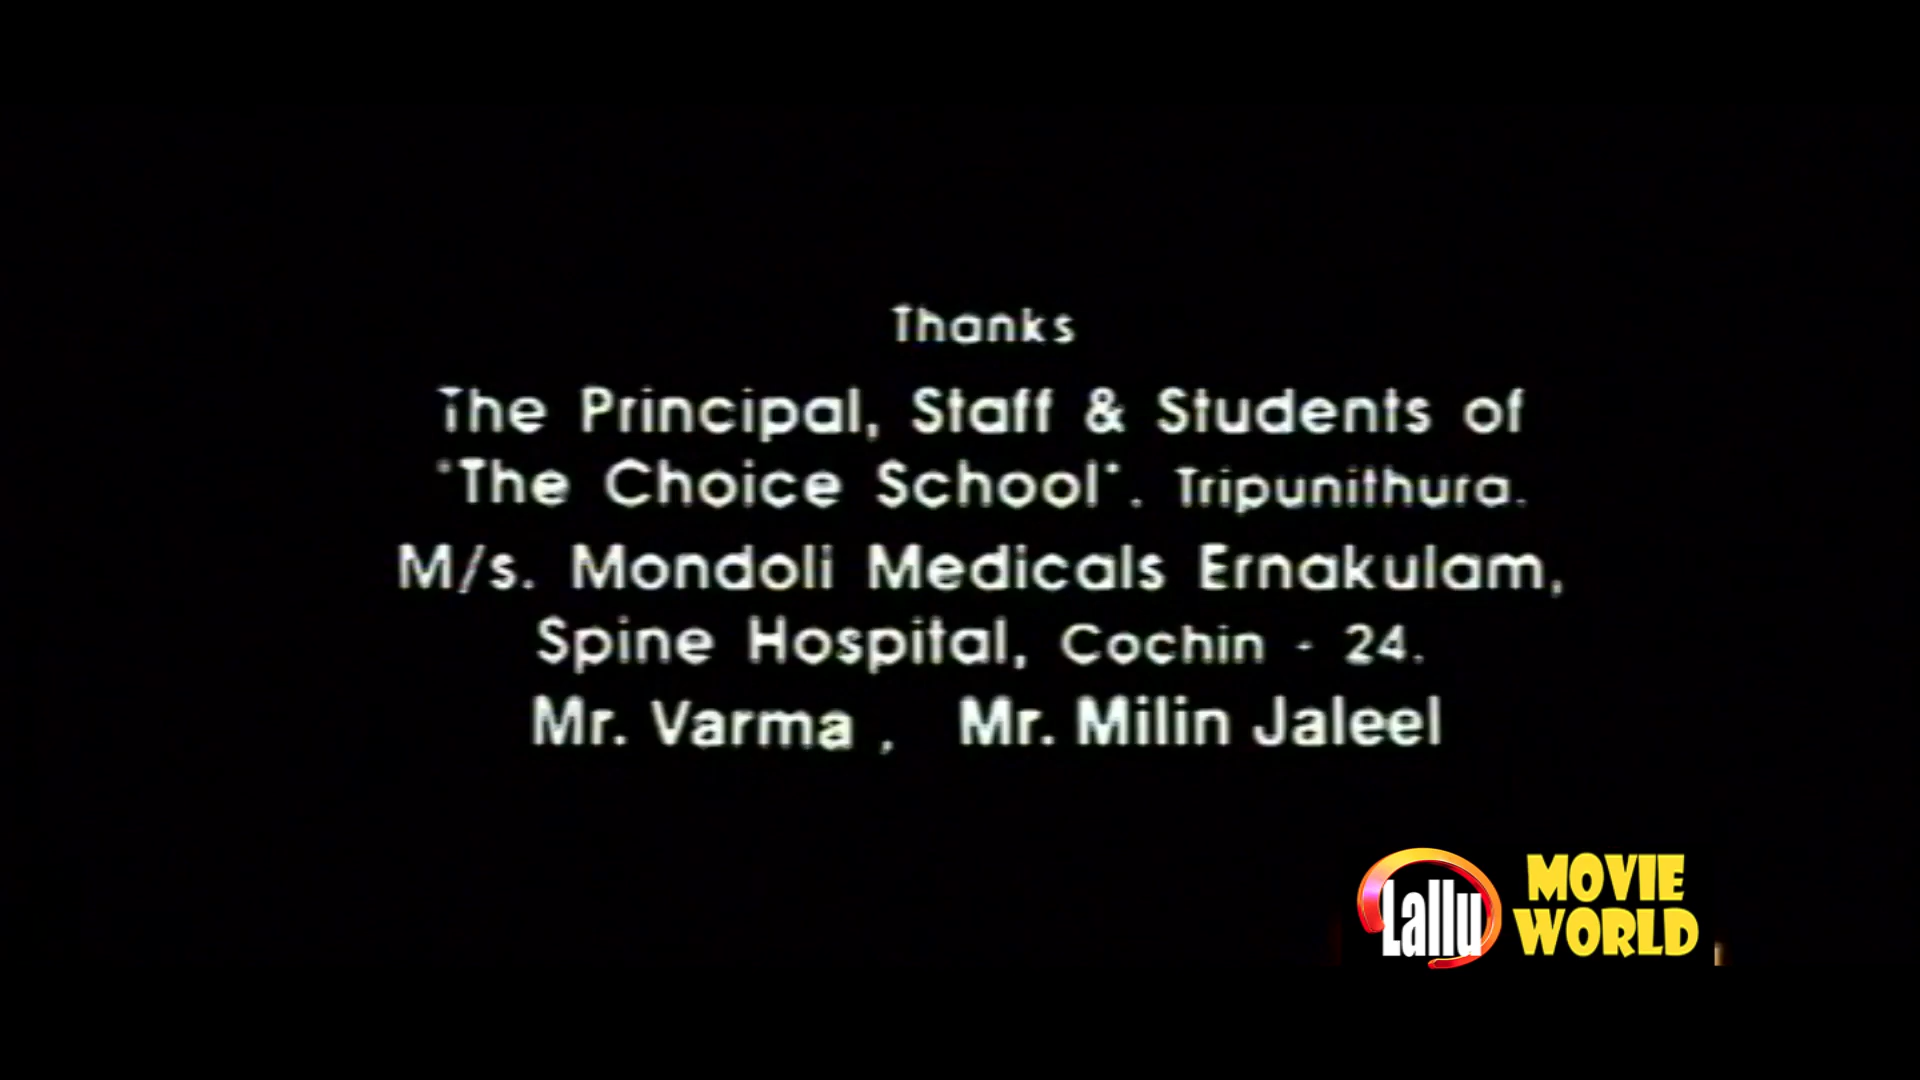 Thanks
The Principal, Staff & Students of
"The Choice School". Tripunithura.
M/s. Mondoli Medicals Ernakulam,
Spine Hospital, Cochin - 24.
Mr. Varma , Mr. Milin Jaleel
Lallu
MOVIE
WORLD